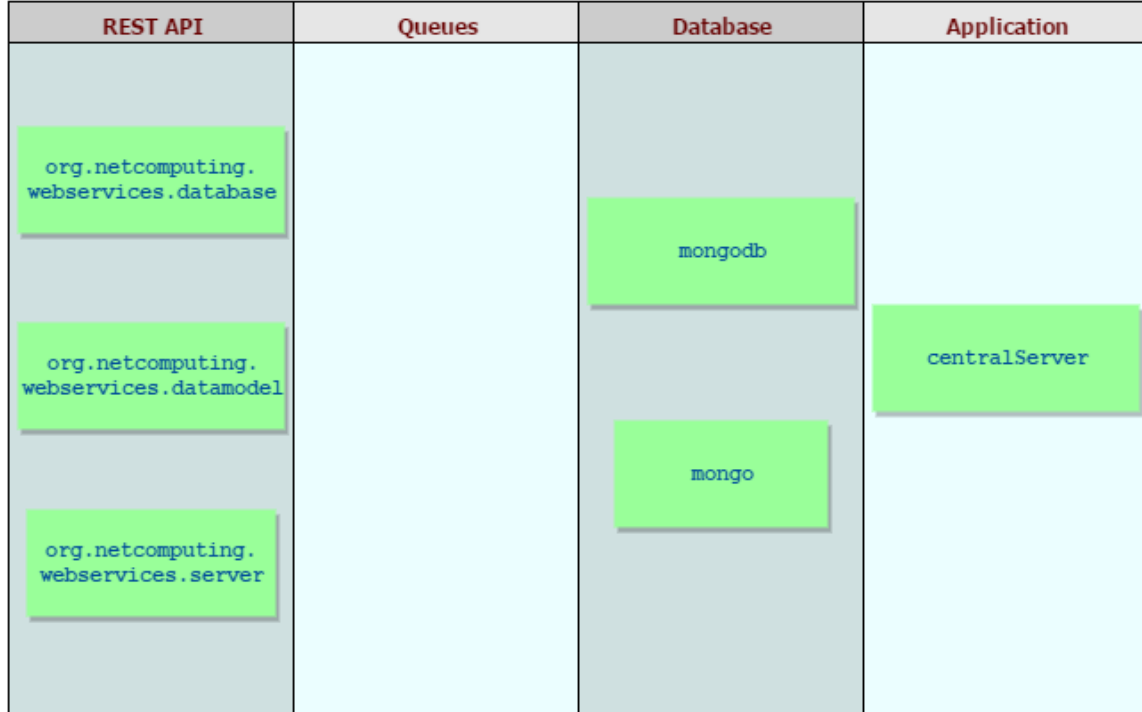 REST API
Queues
Database
Application
org.netcomputing.
webservices.database
mongodb
centralServer
org.netcomputing.
webservices.datamodel
mongo
org.netcomputing.
webservices.server